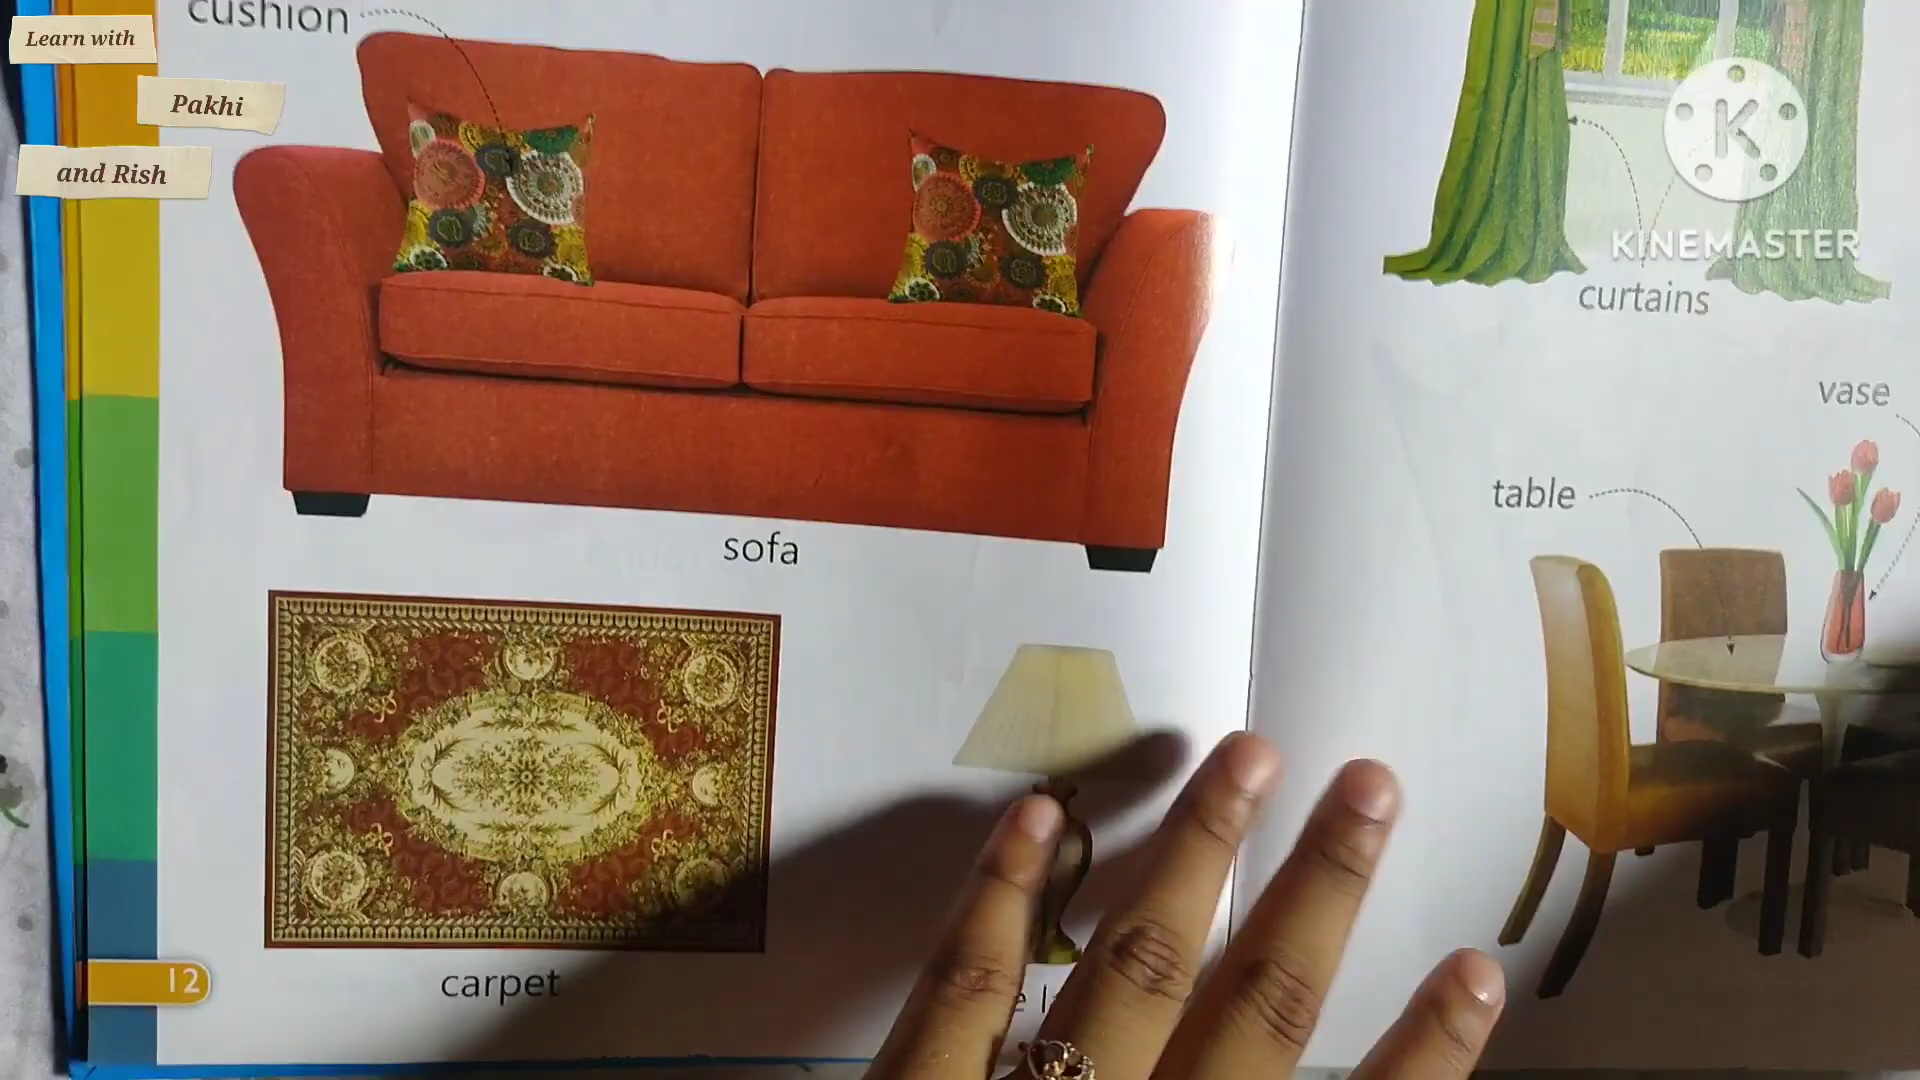 Learn with
Pakhi
and Rish
cushion
sofa
carpet
12
KINEMASTER
curtains
vase
table